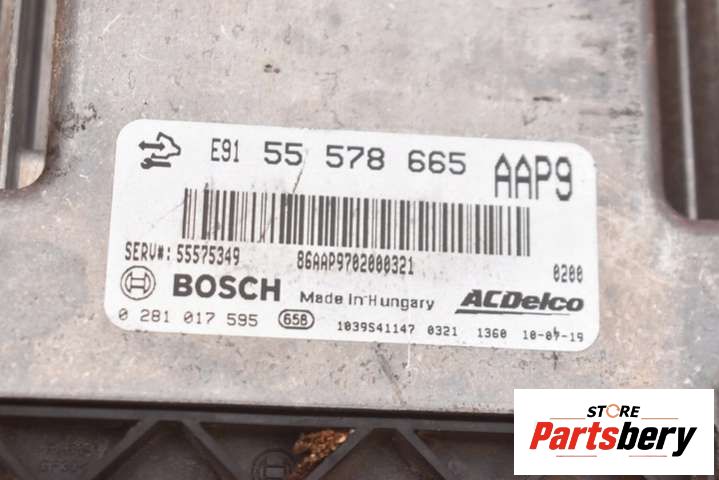 E91 55 578 665 AAP9
SERV#: 55575349 86AAP9702000321 0200
BOSCH Made in Hungary ACDelco
0 281 017 595 658 1039S41147 0321 1360 10-07-19
STORE
Partsbery